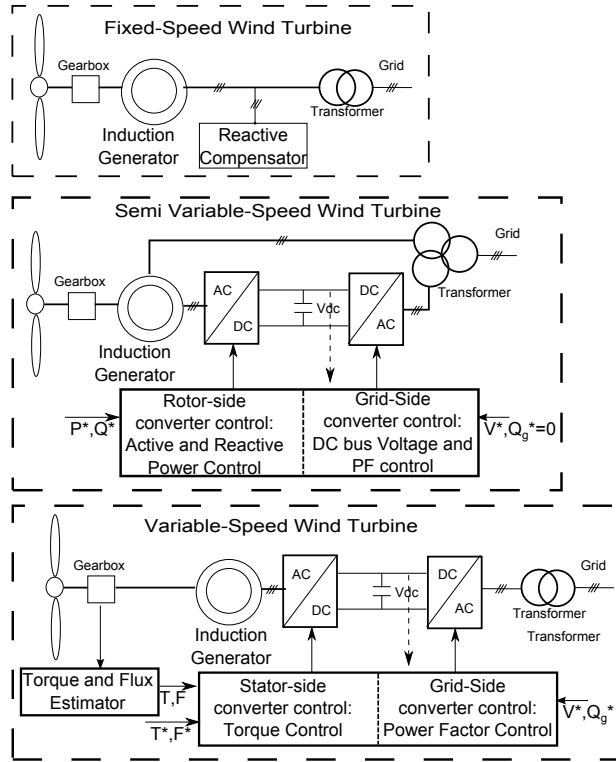 Fixed-Speed Wind Turbine
Gearbox
Grid
Transformer
Induction
Generator
Reactive
Compensator
Semi Variable-Speed Wind Turbine
Grid
Gearbox
AC
DC
Vdc
DC
AC
Transformer
Induction
Generator
Rotor-side
converter control:
Active and Reactive
Power Control
Grid-Side
converter control:
DC bus Voltage and
PF control
P*,Q*
V*,Qg*=0
Variable-Speed Wind Turbine
Gearbox
Grid
AC
DC
Vdc
DC
AC
Transformer
Transformer
Induction
Generator
Torque and Flux
Estimator
T,F
T*,F*
Stator-side
converter control:
Torque Control
Grid-Side
converter control:
Power Factor Control
V*,Qg*